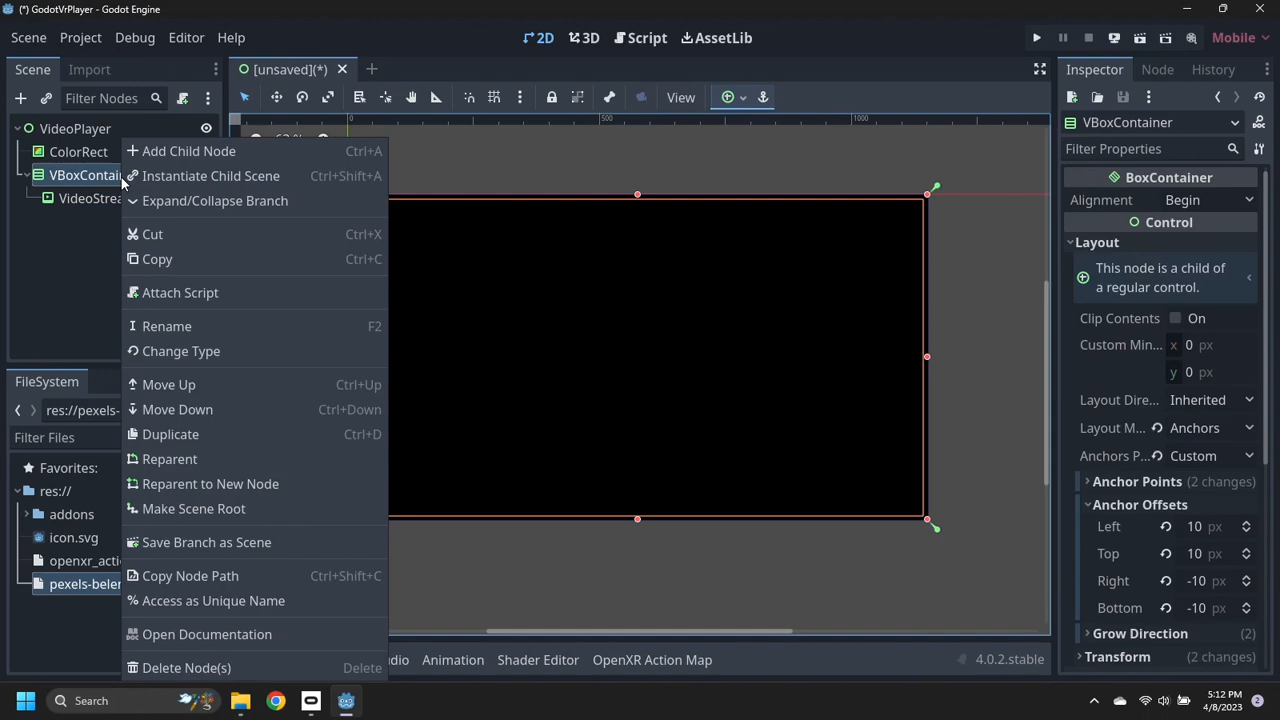 (*) GodotVrPlayer - Godot Engine
Scene Project Debug Editor Help
2D 3D Script AssetLib
Mobile
Scene Import
[unsaved](*)
Inspector Node History
Filter Nodes
View
VideoPlayer
ColorRect
VBoxContain
VideoStrea
0 500 1000
Add Child Node Ctrl+A
Instantiate Child Scene Ctrl+Shift+A
Expand/Collapse Branch
Cut Ctrl+X
Copy Ctrl+C
Attach Script
Rename F2
Change Type
Move Up Ctrl+Up
Move Down Ctrl+Down
Duplicate Ctrl+D
Reparent
Reparent to New Node
Make Scene Root
Save Branch as Scene
Copy Node Path Ctrl+Shift+C
Access as Unique Name
Open Documentation
Delete Node(s) Delete
FileSystem
res://pexels-
Filter Files
Favorites:
res://
addons
icon.svg
openxr_acti
pexels-beler
VBoxContainer
Filter Properties
BoxContainer
Alignment Begin
Control
Layout
This node is a child of
a regular control.
Clip Contents On
Custom Min... x 0 px
y 0 px
Layout Dire... Inherited
Layout M... Anchors
Anchors P... Custom
Anchor Points (2 changes)
Anchor Offsets
Left 10 px
Top 10 px
Right -10 px
Bottom -10 px
Grow Direction (2)
Transform (2 changes)
Animation Shader Editor OpenXR Action Map
4.0.2.stable
Search
5:12 PM
4/8/2023
2